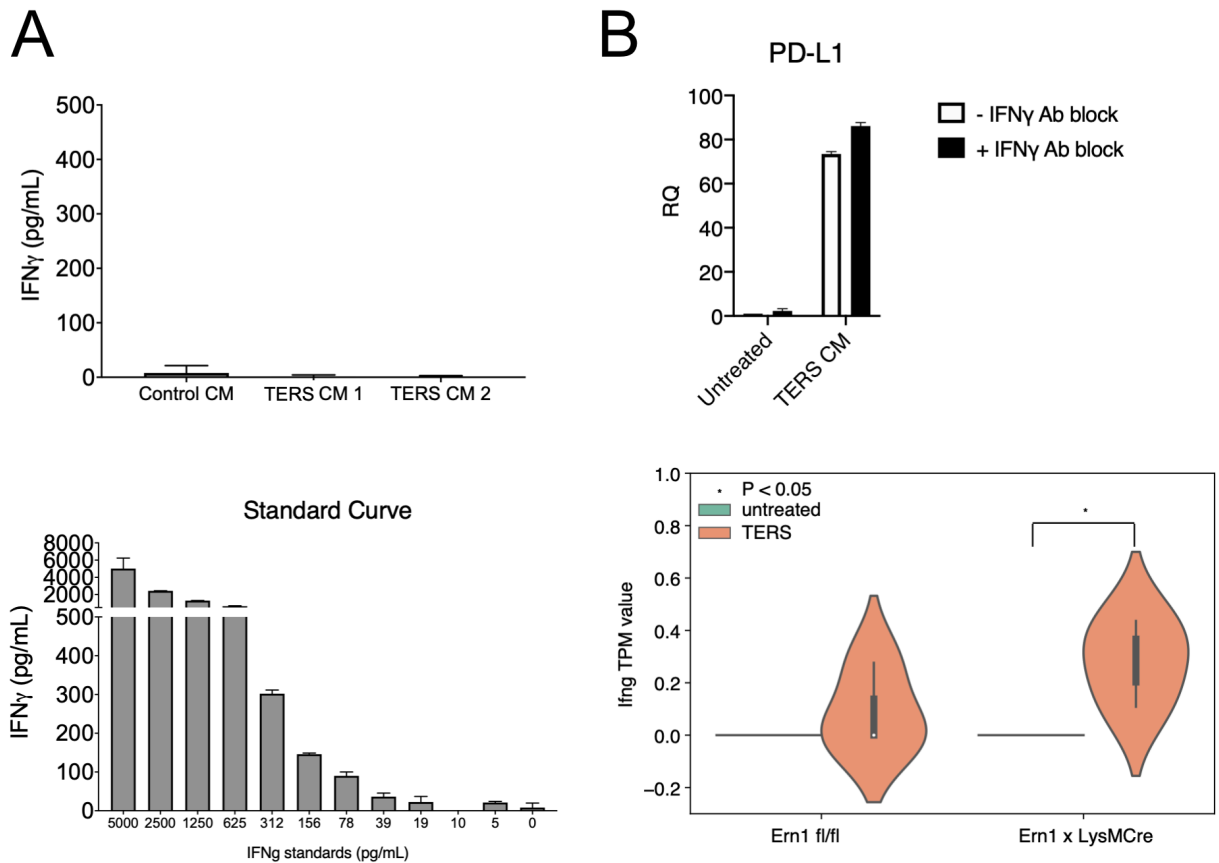 A
500
400
300
200
100
0
IFNγ (pg/mL)
Control CM
TERS CM 1
TERS CM 2
B
PD-L1
100
80
60
40
20
0
RQ
Untreated
TERS CM
- IFNγ Ab block
+ IFNγ Ab block
Standard Curve
8000
6000
4000
2000
500
400
300
200
100
0
IFNγ (pg/mL)
5000 2500 1250 625 312 156 78 39 19 10 5 0
IFNg standards (pg/mL)
1.0
0.8
0.6
0.4
0.2
0.0
−0.2
Ifng TPM value
* P < 0.05
untreated
TERS
*
Ern1 fl/fl
Ern1 x LysMCre